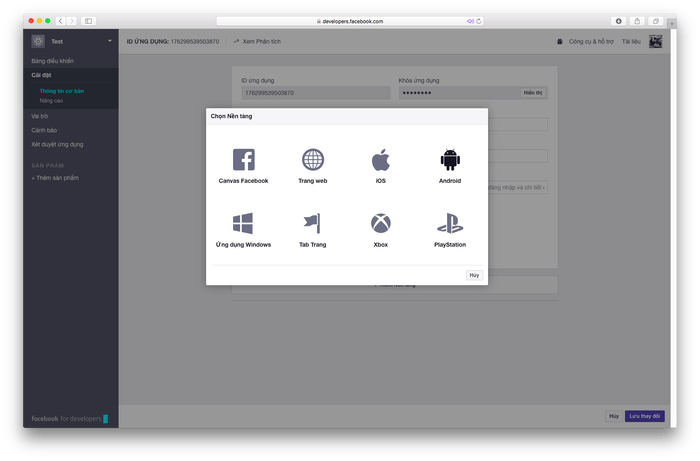 developers.facebook.com
Test
ID ỨNG DỤNG: 176299539503870
Xem Phân tích
Công cụ & hỗ trợ
Tài liệu
Bảng điều khiển
Cài đặt
Thông tin cơ bản
Nâng cao
Vai trò
Cảnh báo
Xét duyệt ứng dụng
SẢN PHẨM
+ Thêm sản phẩm
ID ứng dụng
Khóa ứng dụng
176299539503870
●●●●●●●●
Hiển thị
Chọn Nền tảng
Canvas Facebook
Trang web
iOS
Android
đăng nhập và chi tiết
Ứng dụng Windows
Tab Trang
Xbox
PlayStation
Hủy
facebook for developers
Hủy
Lưu thay đổi